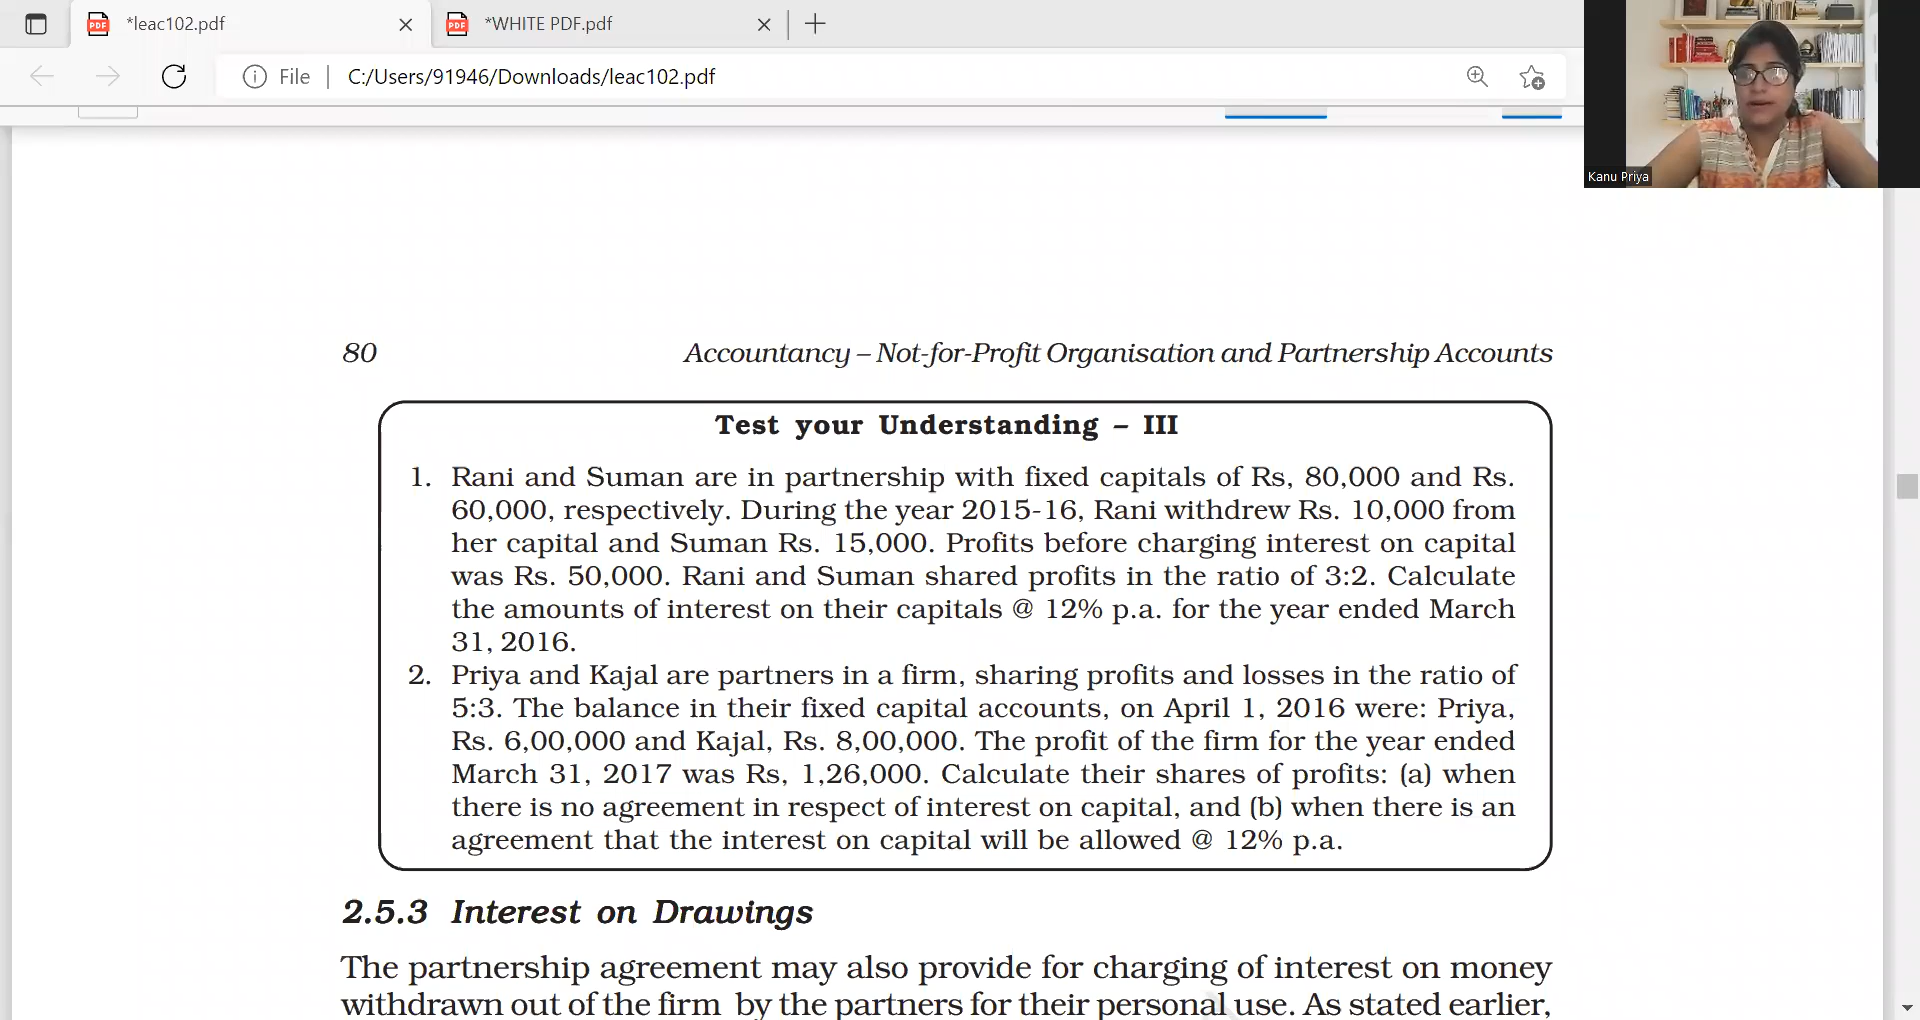 *leac102.pdf
*WHITE PDF.pdf
File
C:/Users/91946/Downloads/leac102.pdf
Kanu Priya
80
Accountancy – Not-for-Profit Organisation and Partnership Accounts
Test your Understanding – III
1. Rani and Suman are in partnership with fixed capitals of Rs, 80,000 and Rs.
60,000, respectively. During the year 2015-16, Rani withdrew Rs. 10,000 from
her capital and Suman Rs. 15,000. Profits before charging interest on capital
was Rs. 50,000. Rani and Suman shared profits in the ratio of 3:2. Calculate
the amounts of interest on their capitals @ 12% p.a. for the year ended March
31, 2016.
2. Priya and Kajal are partners in a firm, sharing profits and losses in the ratio of
5:3. The balance in their fixed capital accounts, on April 1, 2016 were: Priya,
Rs. 6,00,000 and Kajal, Rs. 8,00,000. The profit of the firm for the year ended
March 31, 2017 was Rs, 1,26,000. Calculate their shares of profits: (a) when
there is no agreement in respect of interest on capital, and (b) when there is an
agreement that the interest on capital will be allowed @ 12% p.a.
2.5.3 Interest on Drawings
The partnership agreement may also provide for charging of interest on money
withdrawn out of the firm by the partners for their personal use. As stated earlier,